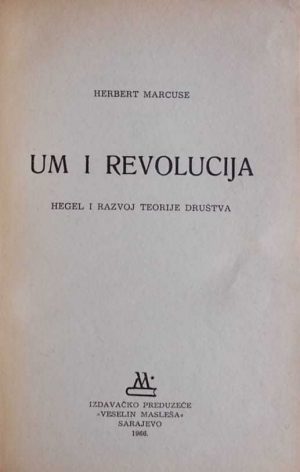 HERBERT MARCUSE
UM I REVOLUCIJA
HEGEL I RAZVOJ TEORIJE DRUŠTVA
IZDAVAČKO PREDUZEĆE
»VESELIN MASLEŠA«
SARAJEVO
1966.